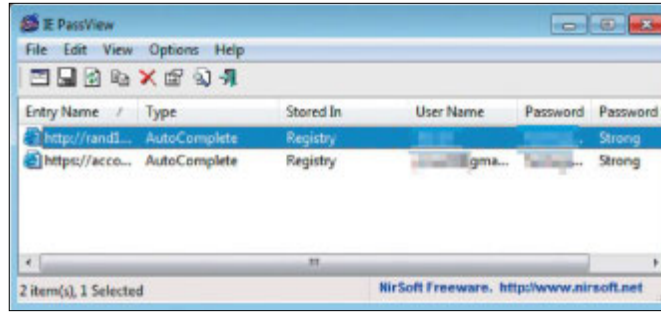 IE PassView
File Edit View Options Help
Entry Name / Type Stored In User Name Password Password
http://rand1... AutoComplete Registry . Strong
https://acco... AutoComplete Registry gma... ... Strong
2 item(s), 1 Selected NirSoft Freeware. http://www.nirsoft.net